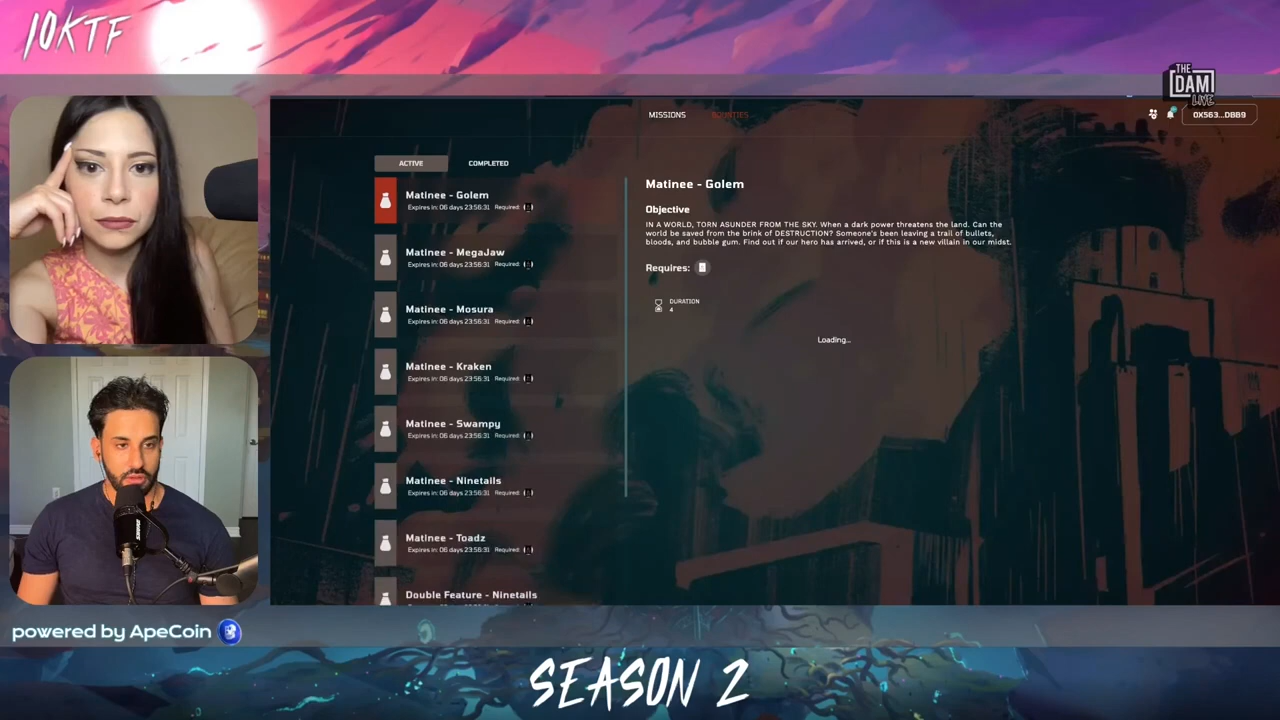 10KTF
THE
DAM
LIVE
MISSIONS
BOUNTIES
0X563...DBB9
ACTIVE
COMPLETED
Matinee - Golem
Expires in: 06 days 23:56:31 Required:
Matinee - MegaJaw
Expires in: 06 days 23:56:31 Required:
Matinee - Mosura
Expires in: 06 days 23:56:31 Required:
Matinee - Kraken
Expires in: 06 days 23:56:31 Required:
Matinee - Swampy
Expires in: 06 days 23:56:31 Required:
Matinee - Ninetails
Expires in: 06 days 23:56:31 Required:
Matinee - Toadz
Expires in: 06 days 23:56:31 Required:
Double Feature - Ninetails
Matinee - Golem
Objective
IN A WORLD, TORN ASUNDER FROM THE SKY. When a dark power threatens the land. Can the
world be saved from the brink of DESTRUCTION? Someone's been leaving a trail of bullets,
bloods, and bubble gum. Find out if our hero has arrived, or if this is a new villain in our midst.
Requires:
DURATION
4
Loading...
powered by ApeCoin
SEASON 2